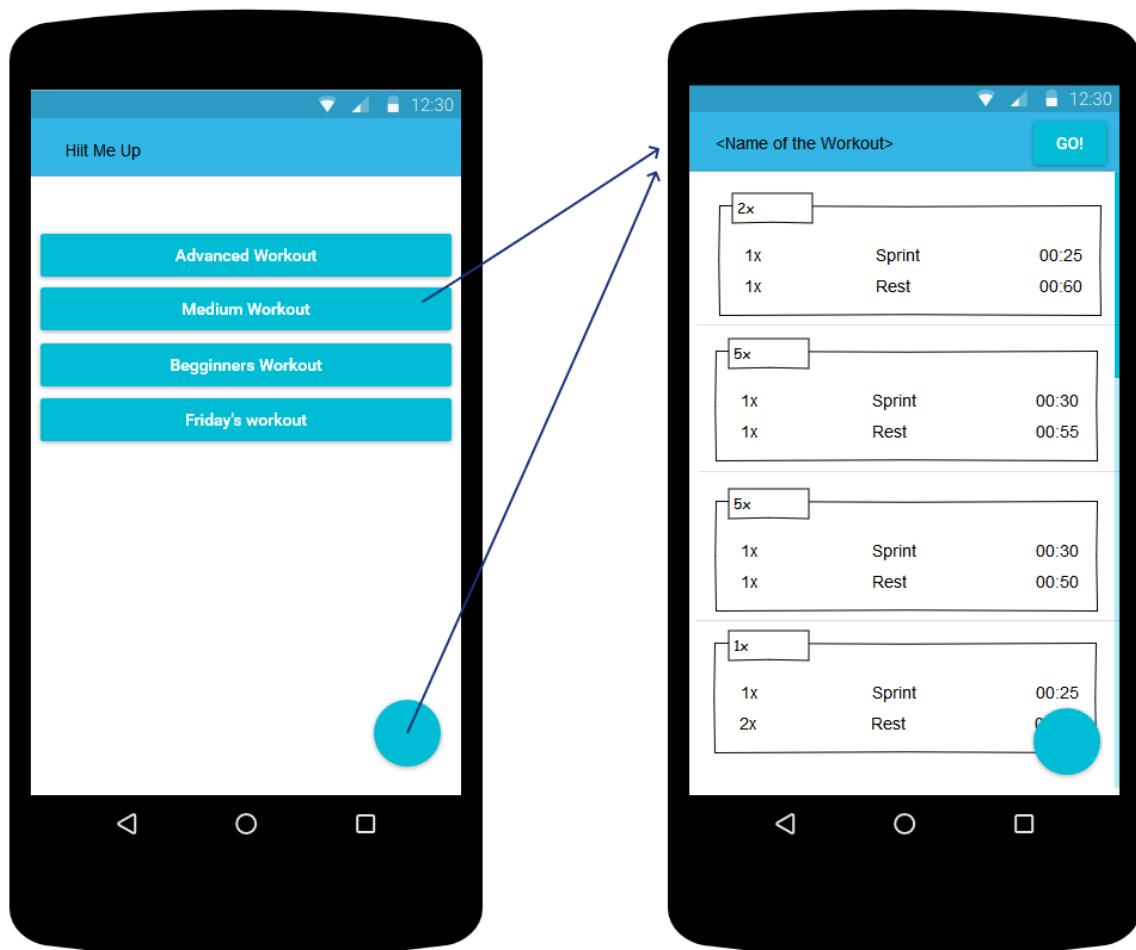 12:30
Hiit Me Up
Advanced Workout
Medium Workout
Begginners Workout
Friday's workout
12:30
<Name of the Workout> GO!
2x
1x Sprint 00:25
1x Rest 00:60
5x
1x Sprint 00:30
1x Rest 00:55
5x
1x Sprint 00:30
1x Rest 00:50
1x
1x Sprint 00:25
2x Rest